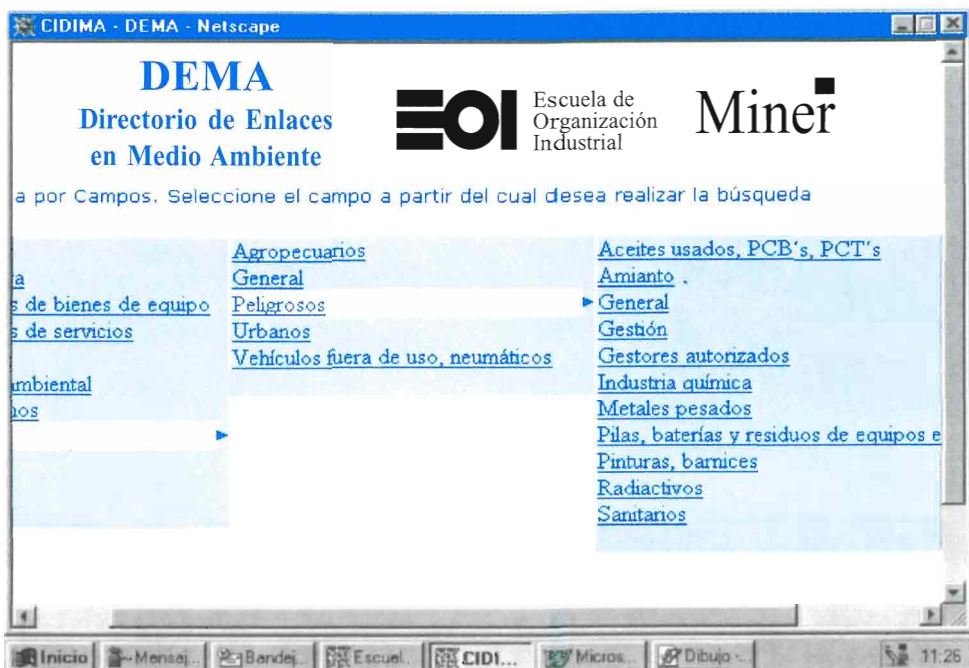 CIDIMA - DEMA - Netscape
DEMA
Directorio de Enlaces
en Medio Ambiente
EOI
Escuela de
Organización
Industrial
Miner
a por Campos. Seleccione el campo a partir del cual desea realizar la búsqueda
s de bienes de equipo
s de servicios
mbiental
nos
Agropecuarios
General
Peligrosos
Urbanos
Vehículos fuera de uso, neumáticos
Aceites usados, PCB´s, PCT´s
Amianto
General
Gestión
Gestores autorizados
Industria química
Metales pesados
Pilas, baterías y residuos de equipos e
Pinturas, barnices
Radiactivos
Sanitarios
Inicio Mensaj... Bandej... Escuel... CIDI... Micros... Dibujo -... 11:26